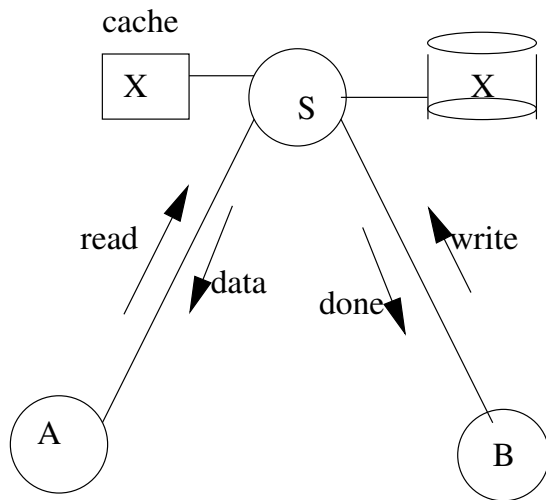 cache
X
S
X
read
data
done
write
A
B